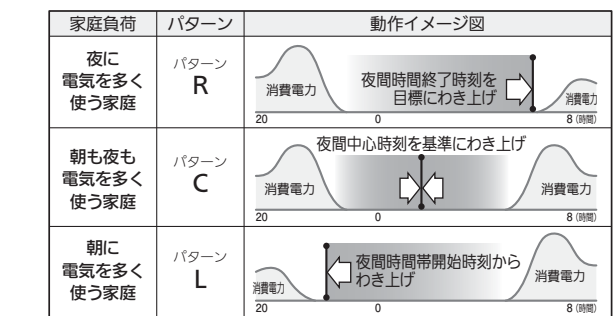 家庭負荷 パターン 動作イメージ図
夜に
電気を多く
使う家庭
パターン
R
消費電力
夜間時間終了時刻を
目標にわき上げ
消費電力
20 0 8 (時間)
朝も夜も
電気を多く
使う家庭
パターン
C
夜間中心時刻を基準にわき上げ
消費電力
消費電力
20 0 8 (時間)
朝に
電気を多く
使う家庭
パターン
L
消費電力
夜間時間帯開始時刻から
わき上げ
消費電力
20 0 8 (時間)